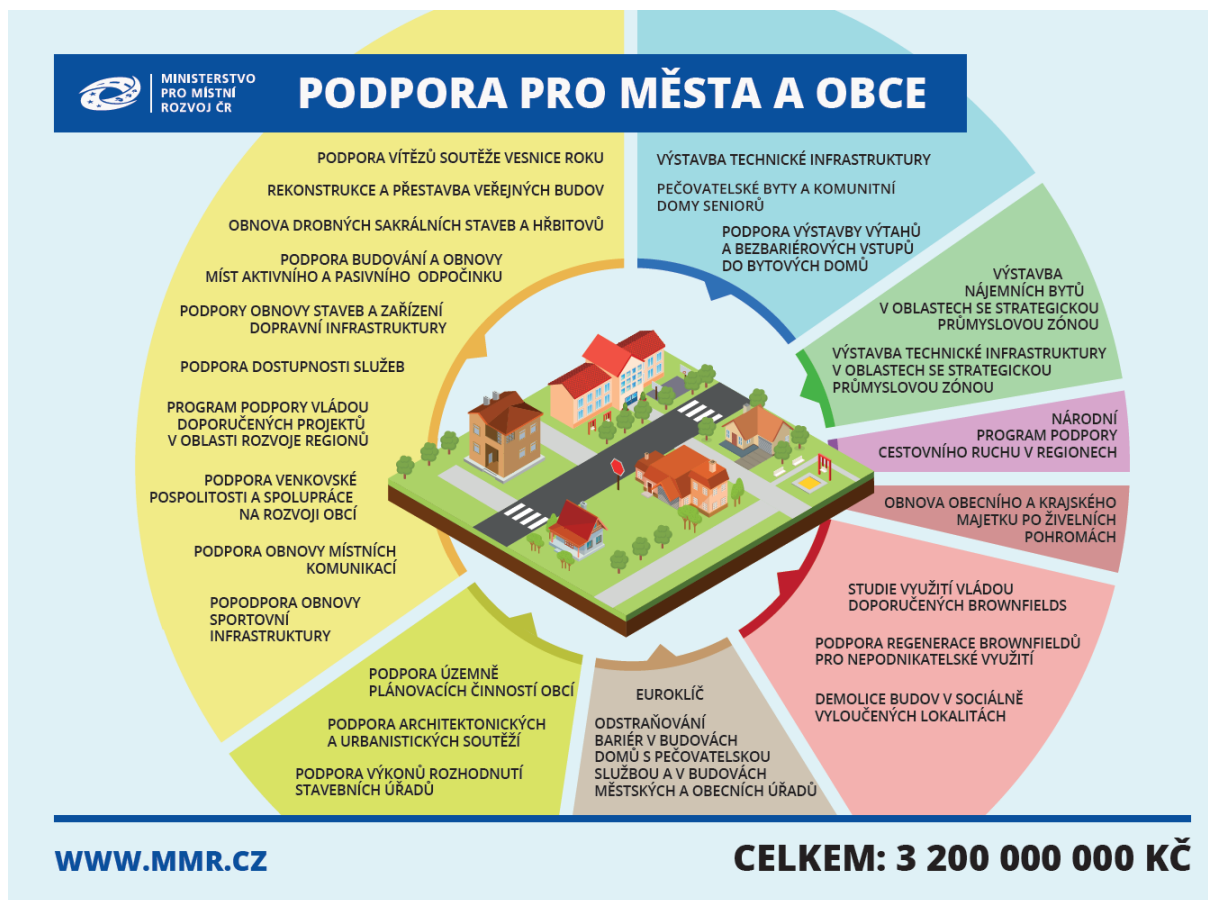 MINISTERSTVO
PRO MÍSTNÍ
ROZVOJ ČR
PODPORA PRO MĚSTA A OBCE
PODPORA VÍTĚZŮ SOUTĚŽE VESNICE ROKU
REKONSTRUKCE A PŘESTAVBA VEŘEJNÝCH BUDOV
OBNOVA DROBNÝCH SAKRÁLNÍCH STAVEB A HŘBITOVŮ
PODPORA BUDOVÁNÍ A OBNOVY
MÍST AKTIVNÍHO A PASIVNÍHO ODPOČINKU
PODPORY OBNOVY STAVEB A ZAŘÍZENÍ
DOPRAVNÍ INFRASTRUKTURY
PODPORA DOSTUPNOSTI SLUŽEB
PROGRAM PODPORY VLÁDOU
DOPORUČENÝCH PROJEKTŮ
V OBLASTI ROZVOJE REGIONŮ
PODPORA VENKOVSKÉ
POSPOLITOSTI A SPOLUPRÁCE
NA ROZVOJI OBCÍ
PODPORA OBNOVY MÍSTNÍCH
KOMUNIKACÍ
POPODPORA OBNOVY
SPORTOVNÍ
INFRASTRUKTURY
VÝSTAVBA TECHNICKÉ INFRASTRUKTURY
PEČOVATELSKÉ BYTY A KOMUNITNÍ
DOMY SENIORŮ
PODPORA VÝSTAVBY VÝTAHŮ
A BEZBARIÉROVÝCH VSTUPŮ
DO BYTOVÝCH DOMŮ
VÝSTAVBA
NÁJEMNÍCH BYTŮ
V OBLASTECH SE STRATEGICKOU
PRŮMYSLOVOU ZÓNOU
VÝSTAVBA TECHNICKÉ INFRASTRUKTURY
V OBLASTECH SE STRATEGICKOU
PRŮMYSLOVOU ZÓNOU
NÁRODNÍ
PROGRAM PODPORY
CESTOVNÍHO RUCHU V REGIONECH
OBNOVA OBECNÍHO A KRAJSKÉHO
MAJETKU PO ŽIVELNÍCH
POHROMÁCH
STUDIE VYUŽITÍ VLÁDOU
DOPORUČENÝCH BROWNFIELDS
PODPORA REGENERACE BROWNFIELDŮ
PRO NEPODNIKATELSKÉ VYUŽITÍ
DEMOLICE BUDOV V SOCIÁLNĚ
VYLOUČENÝCH LOKALITÁCH
PODPORA ÚZEMNĚ
PLÁNOVACÍCH ČINNOSTÍ OBCÍ
PODPORA ARCHITEKTONICKÝCH
A URBANISTICKÝCH SOUTĚŽÍ
PODPORA VÝKONŮ ROZHODNUTÍ
STAVEBNÍCH ÚŘADŮ
EUROKLÍČ
ODSTRAŇOVÁNÍ
BARIÉR V BUDOVÁCH
DOMŮ S PEČOVATELSKOU
SLUŽBOU A V BUDOVÁCH
MĚSTSKÝCH A OBECNÍCH ÚŘADŮ
WWW.MMR.CZ
CELKEM: 3 200 000 000 KČ